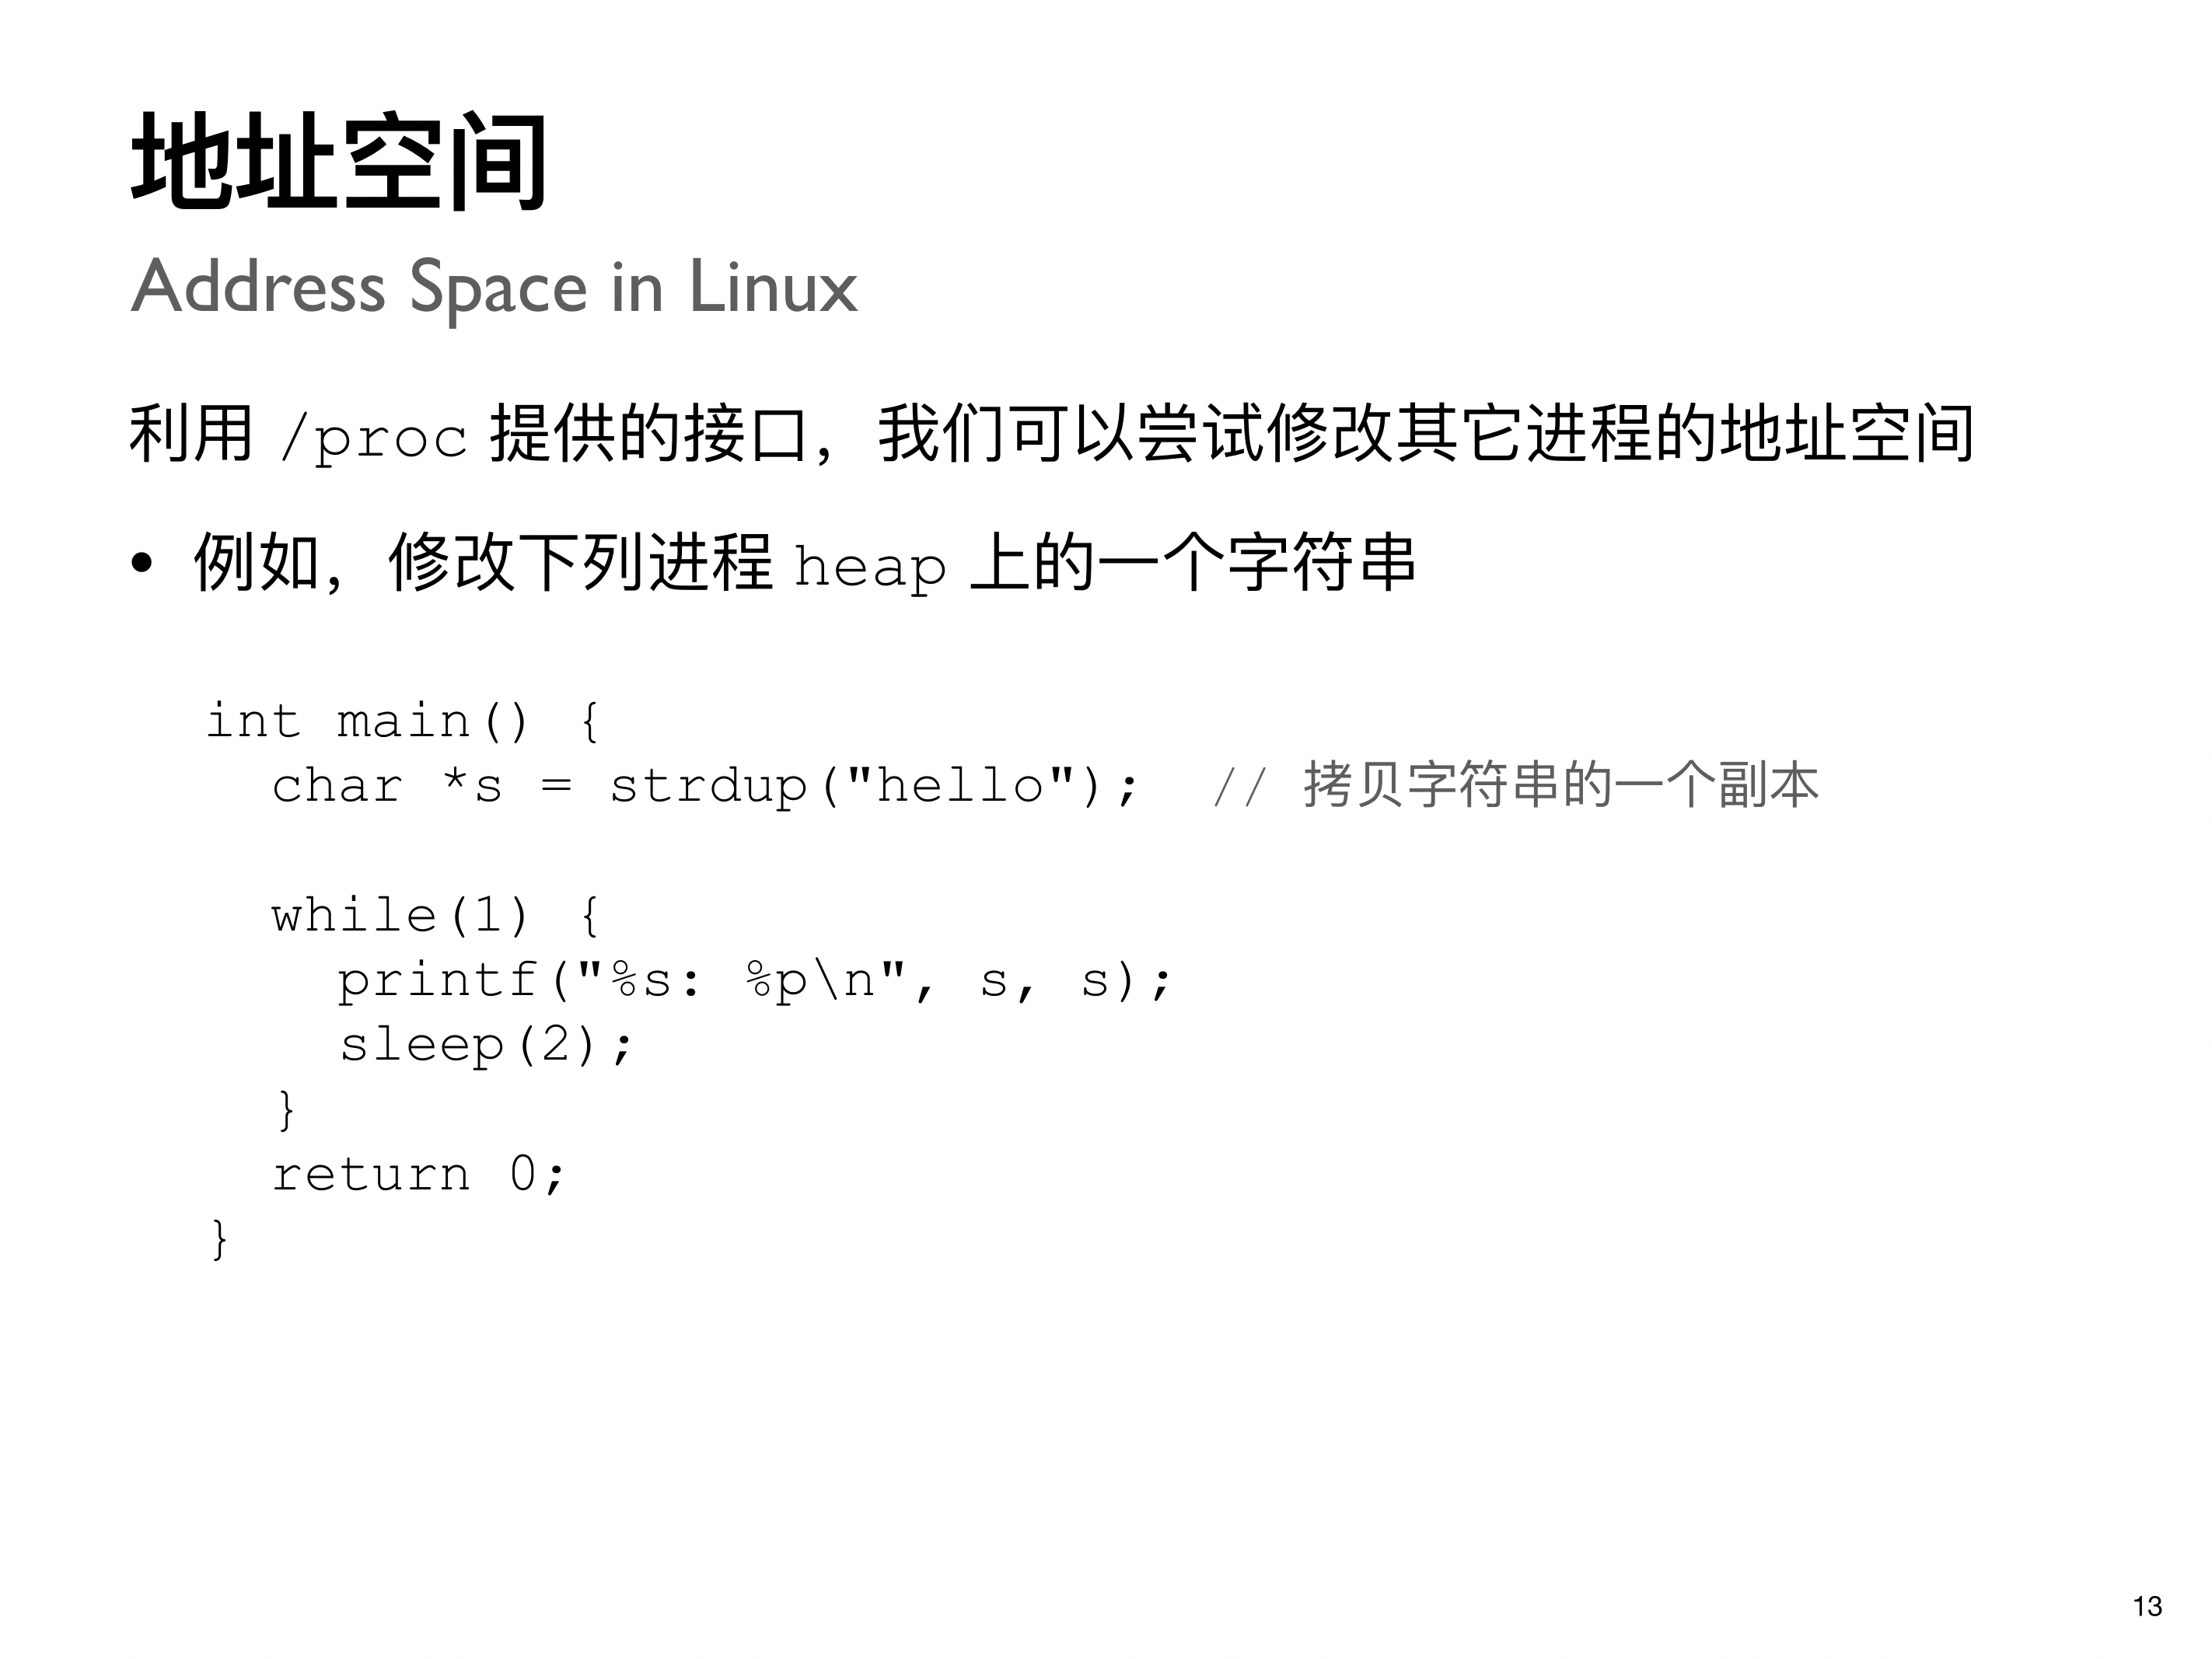 地址空间
Address Space in Linux
利用 /proc 提供的接口，我们可以尝试修改其它进程的地址空间
• 例如，修改下列进程 heap 上的一个字符串
int main() {
  char *s = strdup("hello");  // 拷贝字符串的一个副本
  while(1) {
    printf("%s: %p\n", s, s);
    sleep(2);
  }
  return 0;
}
13